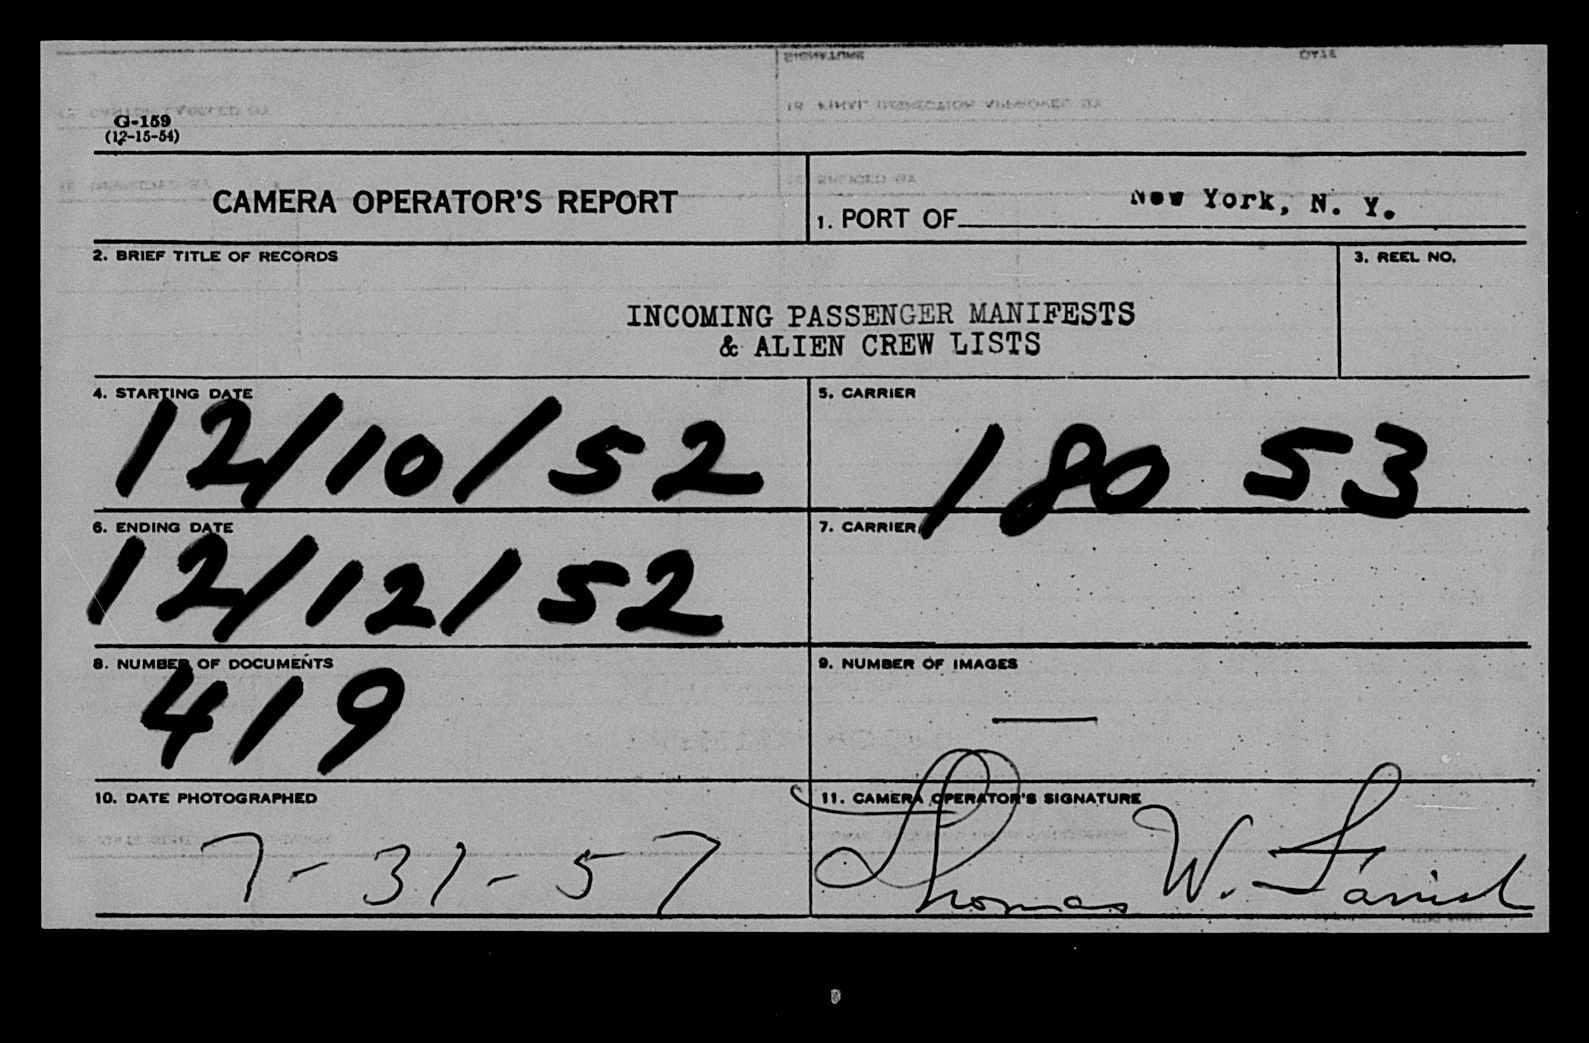 G-159
(12-15-54)
CAMERA OPERATOR'S REPORT
1. PORT OF New York, N. Y.
2. BRIEF TITLE OF RECORDS
3. REEL NO.
INCOMING PASSENGER MANIFESTS
& ALIEN CREW LISTS
4. STARTING DATE
12/10/52
5. CARRIER
180 53
6. ENDING DATE
12/12/52
7. CARRIER
8. NUMBER OF DOCUMENTS
419
9. NUMBER OF IMAGES
—
10. DATE PHOTOGRAPHED
7-31-57
11. CAMERA OPERATOR'S SIGNATURE
Thomas W.